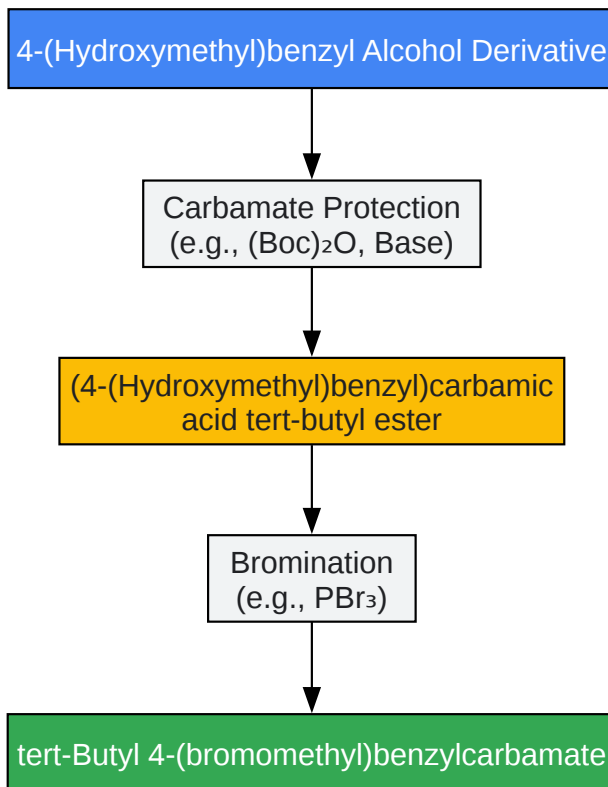 4-(Hydroxymethyl)benzyl Alcohol Derivative
Carbamate Protection
(e.g., (Boc)₂O, Base)
(4-(Hydroxymethyl)benzyl)carbamic
acid tert-butyl ester
Bromination
(e.g., PBr₃)
tert-Butyl 4-(bromomethyl)benzylcarbamate